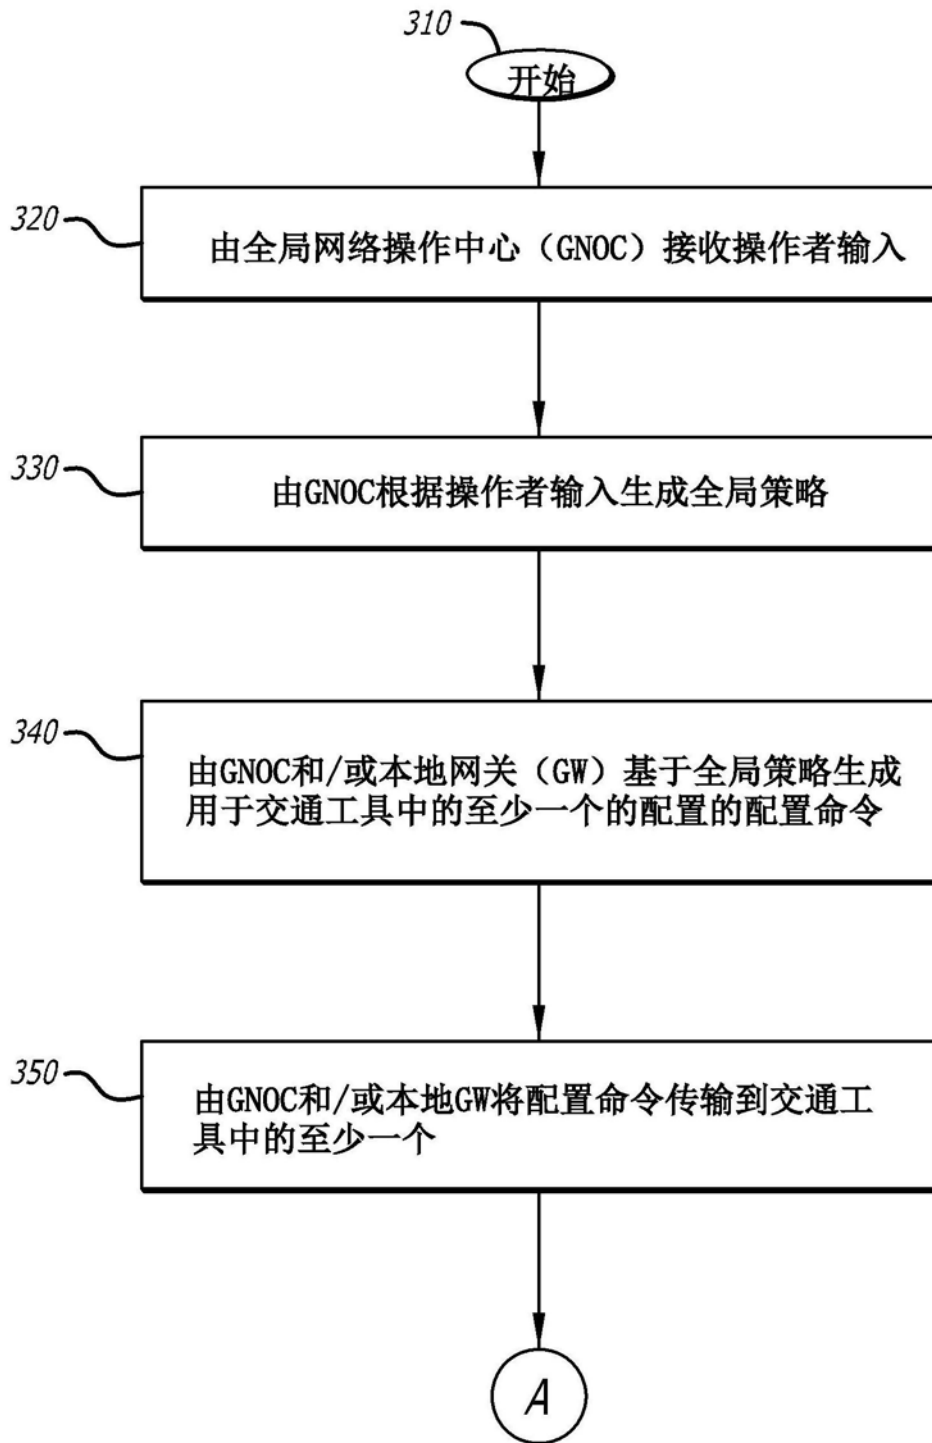 310
开始
320
由全局网络操作中心（GNOC）接收操作者输入
330
由GNOC根据操作者输入生成全局策略
340
由GNOC和/或本地网关（GW）基于全局策略生成
用于交通工具中的至少一个的配置的配置命令
350
由GNOC和/或本地GW将配置命令传输到交通工
具中的至少一个
A